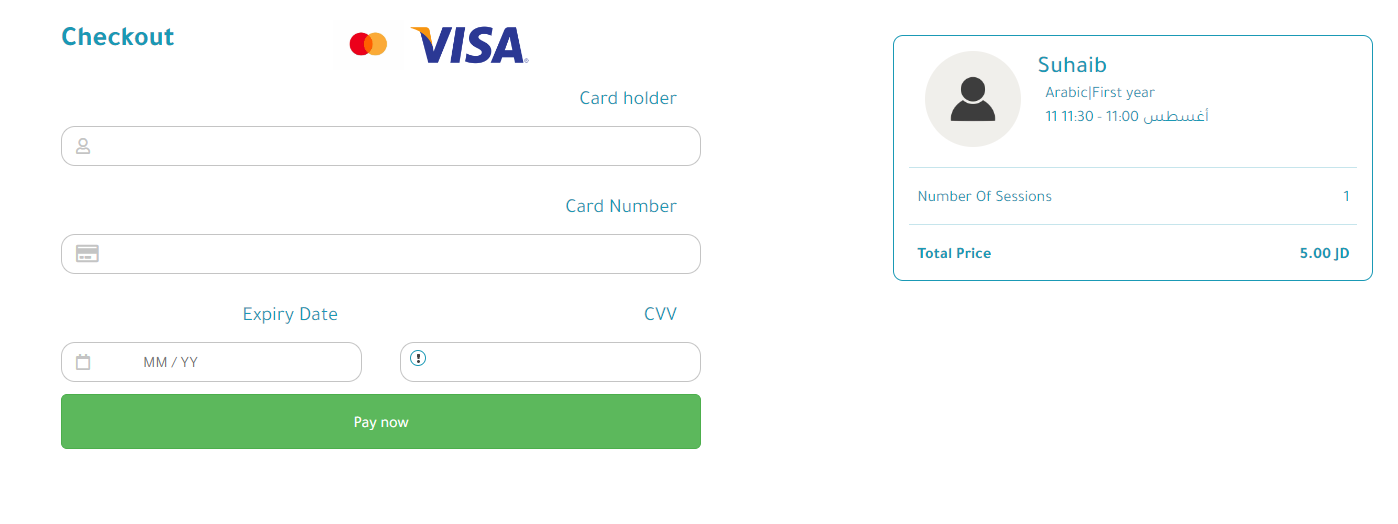 Checkout
VISA
Card holder
Card Number
Expiry Date
CVV
MM / YY
Pay now
Suhaib
Arabic|First year
11 11:30 - 11:00 أغسطس
Number Of Sessions 1
Total Price 5.00 JD